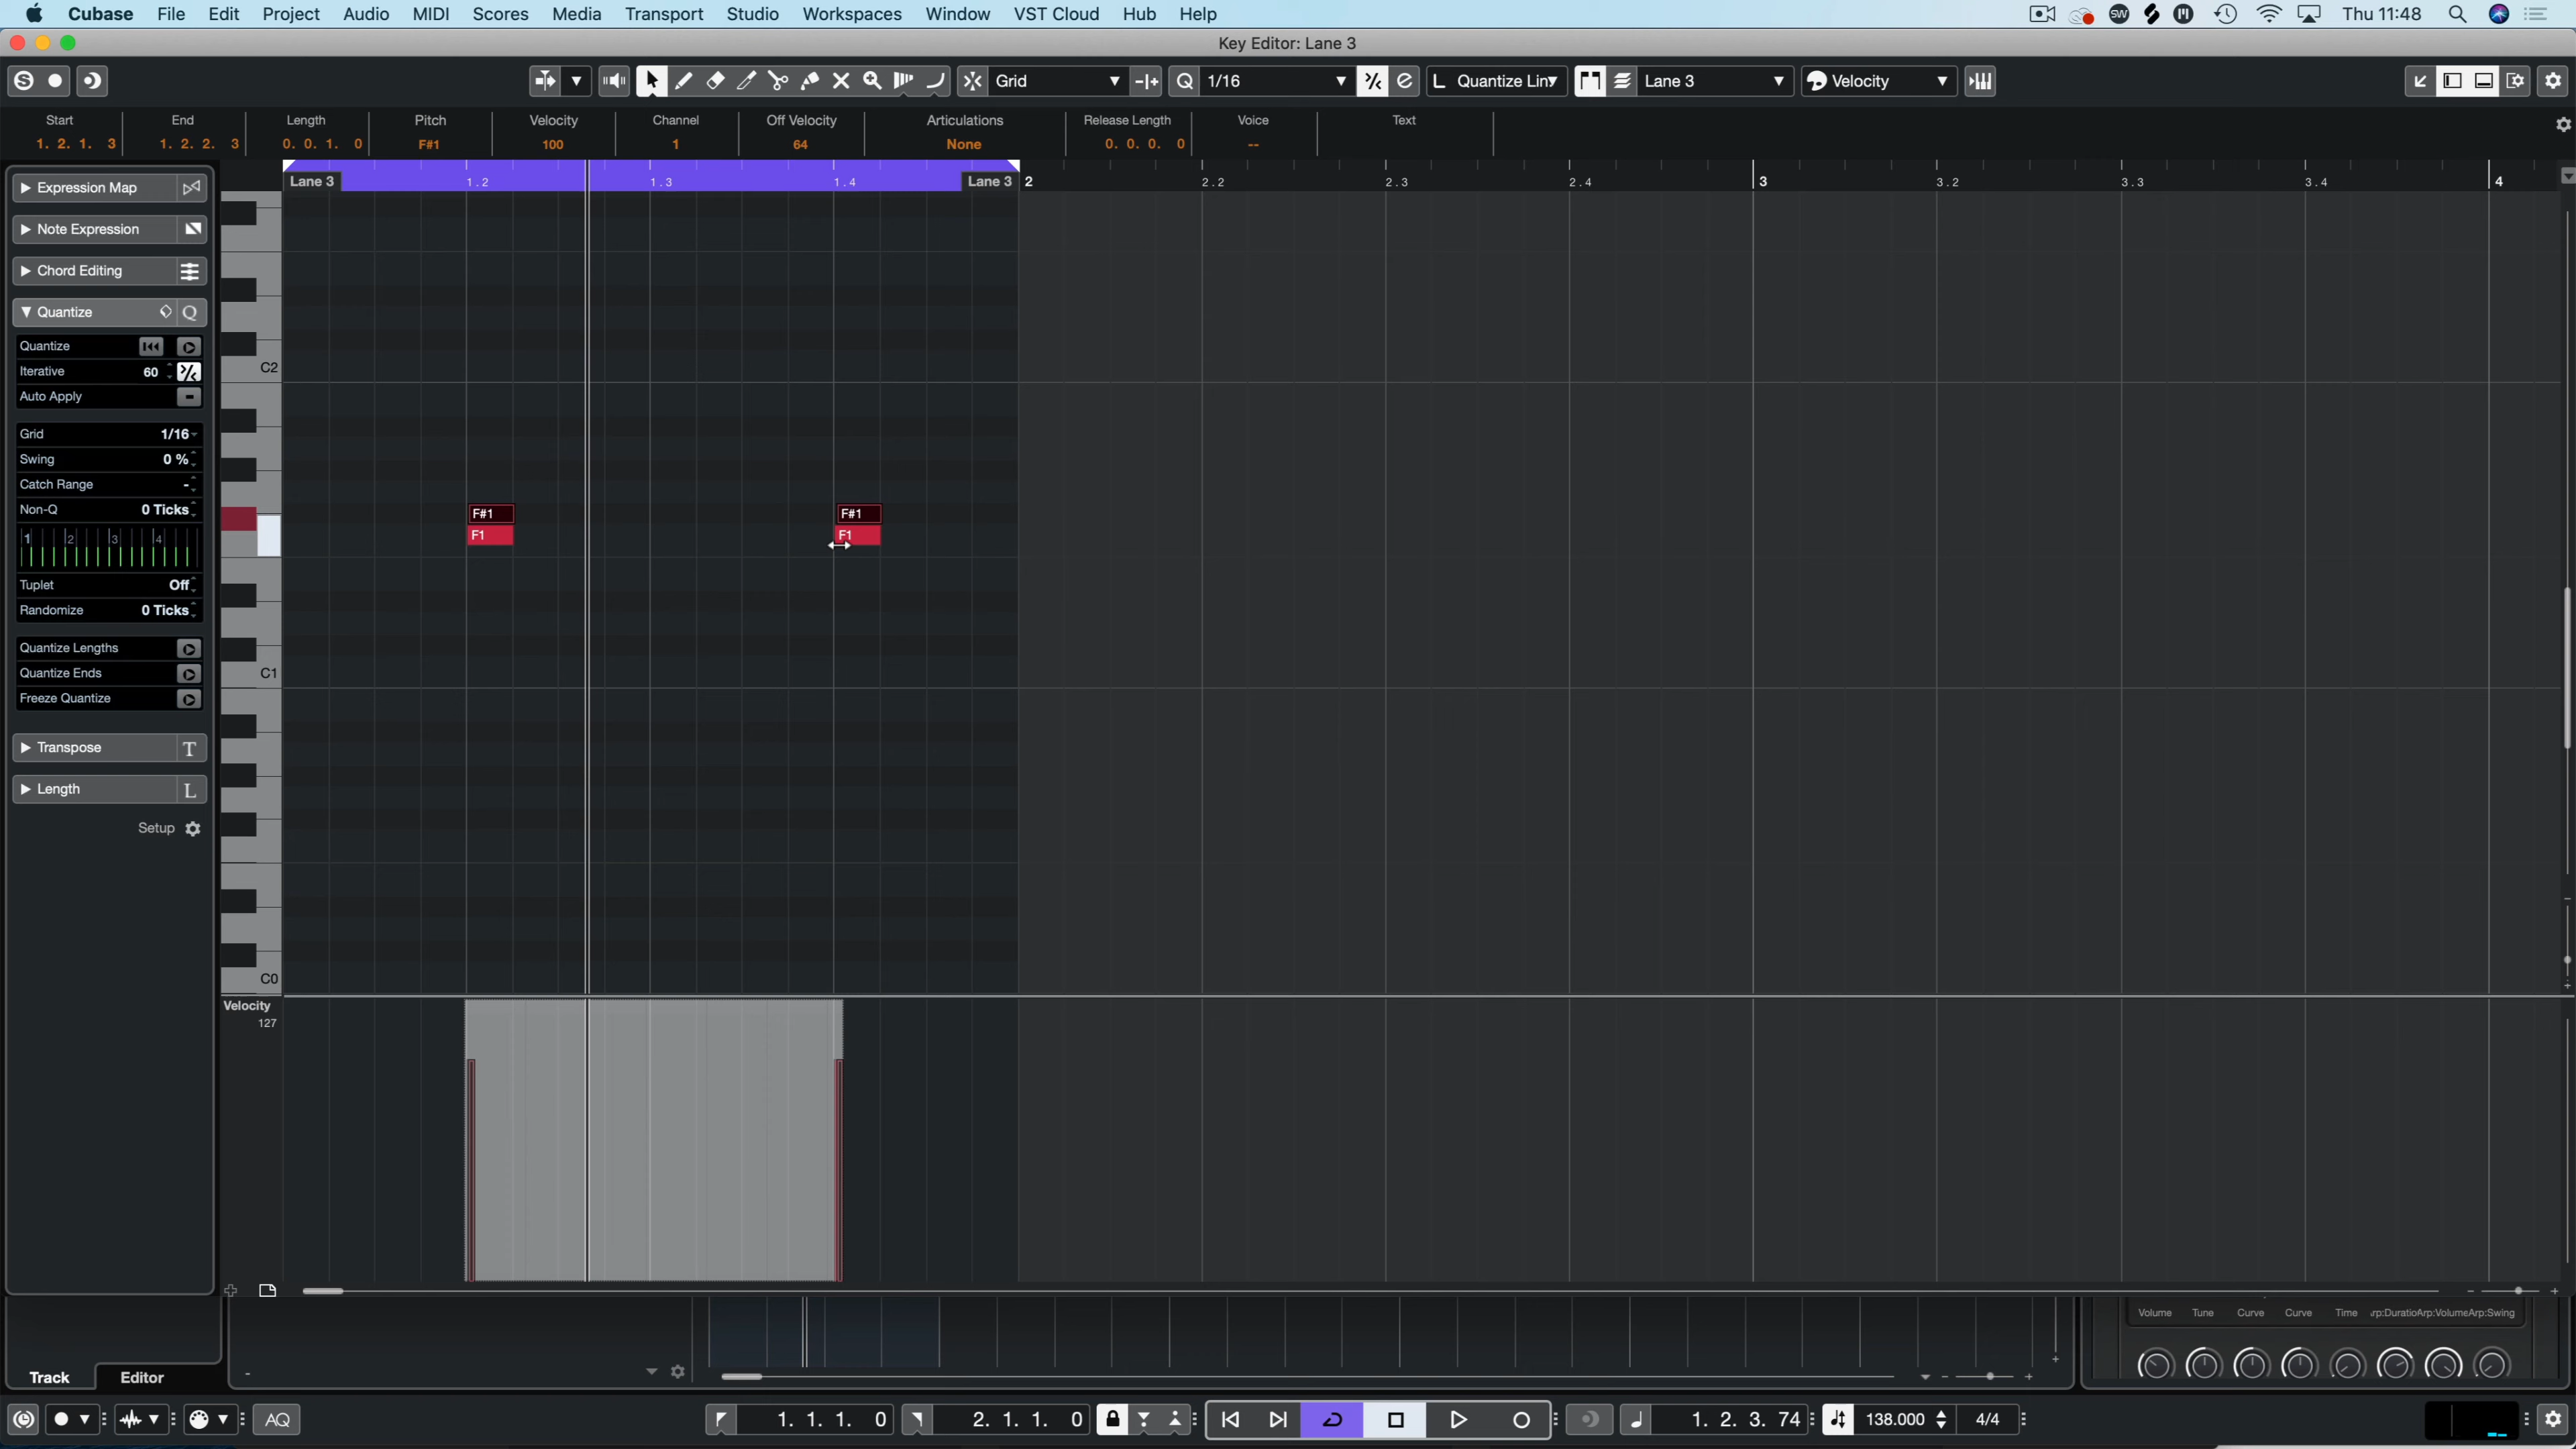 Cubase File Edit Project Audio MIDI Scores Media Transport Studio Workspaces Window VST Cloud Hub Help Thu 11:48
Key Editor: Lane 3
Grid Q 1/16 L Quantize Lin Lane 3 Velocity
Start End Length Pitch Velocity Channel Off Velocity Articulations Release Length Voice Text
1. 2. 1. 3 1. 2. 2. 3 0. 0. 1. 0 F#1 100 1 64 None 0. 0. 0. 0 --
Lane 3 1.2 1.3 1.4 Lane 3 2 2.2 2.3 2.4 3 3.2 3.3 3.4 4
Expression Map
Note Expression
Chord Editing
Quantize Q
Quantize
Iterative 60
Auto Apply
Grid 1/16
Swing 0 %
Catch Range -
Non-Q 0 Ticks
1 2 3 4
Tuplet Off
Randomize 0 Ticks
Quantize Lengths
Quantize Ends
Freeze Quantize
Transpose T
Length L
Setup
C2
F#1 F#1
F1 F1
C1
C0
Velocity
127
Volume Tune Curve Curve Time rp:DuratioArp:VolumeArp:Swing
Track Editor -
AQ 1. 1. 1. 0 2. 1. 1. 0 1. 2. 3. 74 138.000 4/4